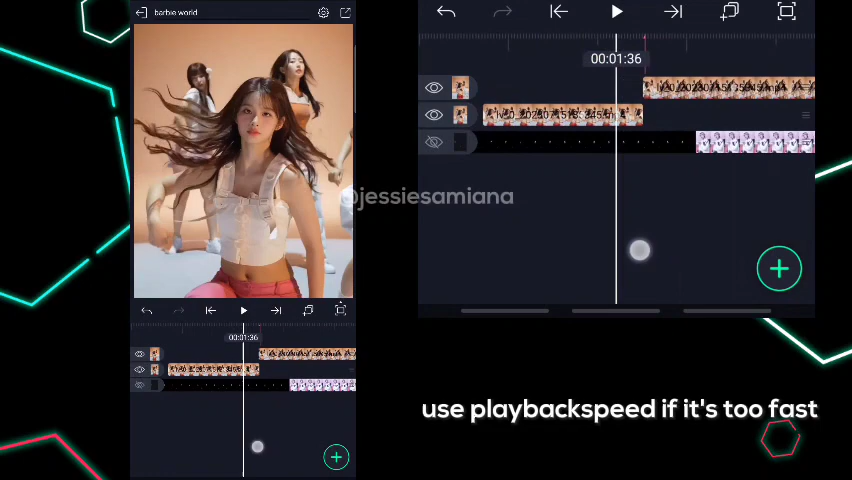 barbie world
00:01:36
@jessiesamiana
00:01:36
use playbackspeed if it's too fast